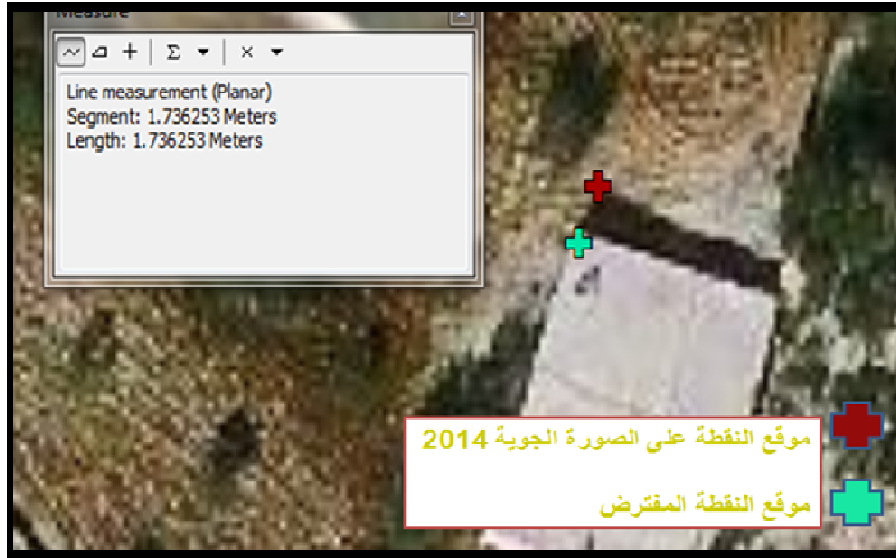 Measure
Line measurement (Planar)
Segment: 1.736253 Meters
Length: 1.736253 Meters
موقع النقطة على الصورة الجوية 2014
موقع النقطة المفترض